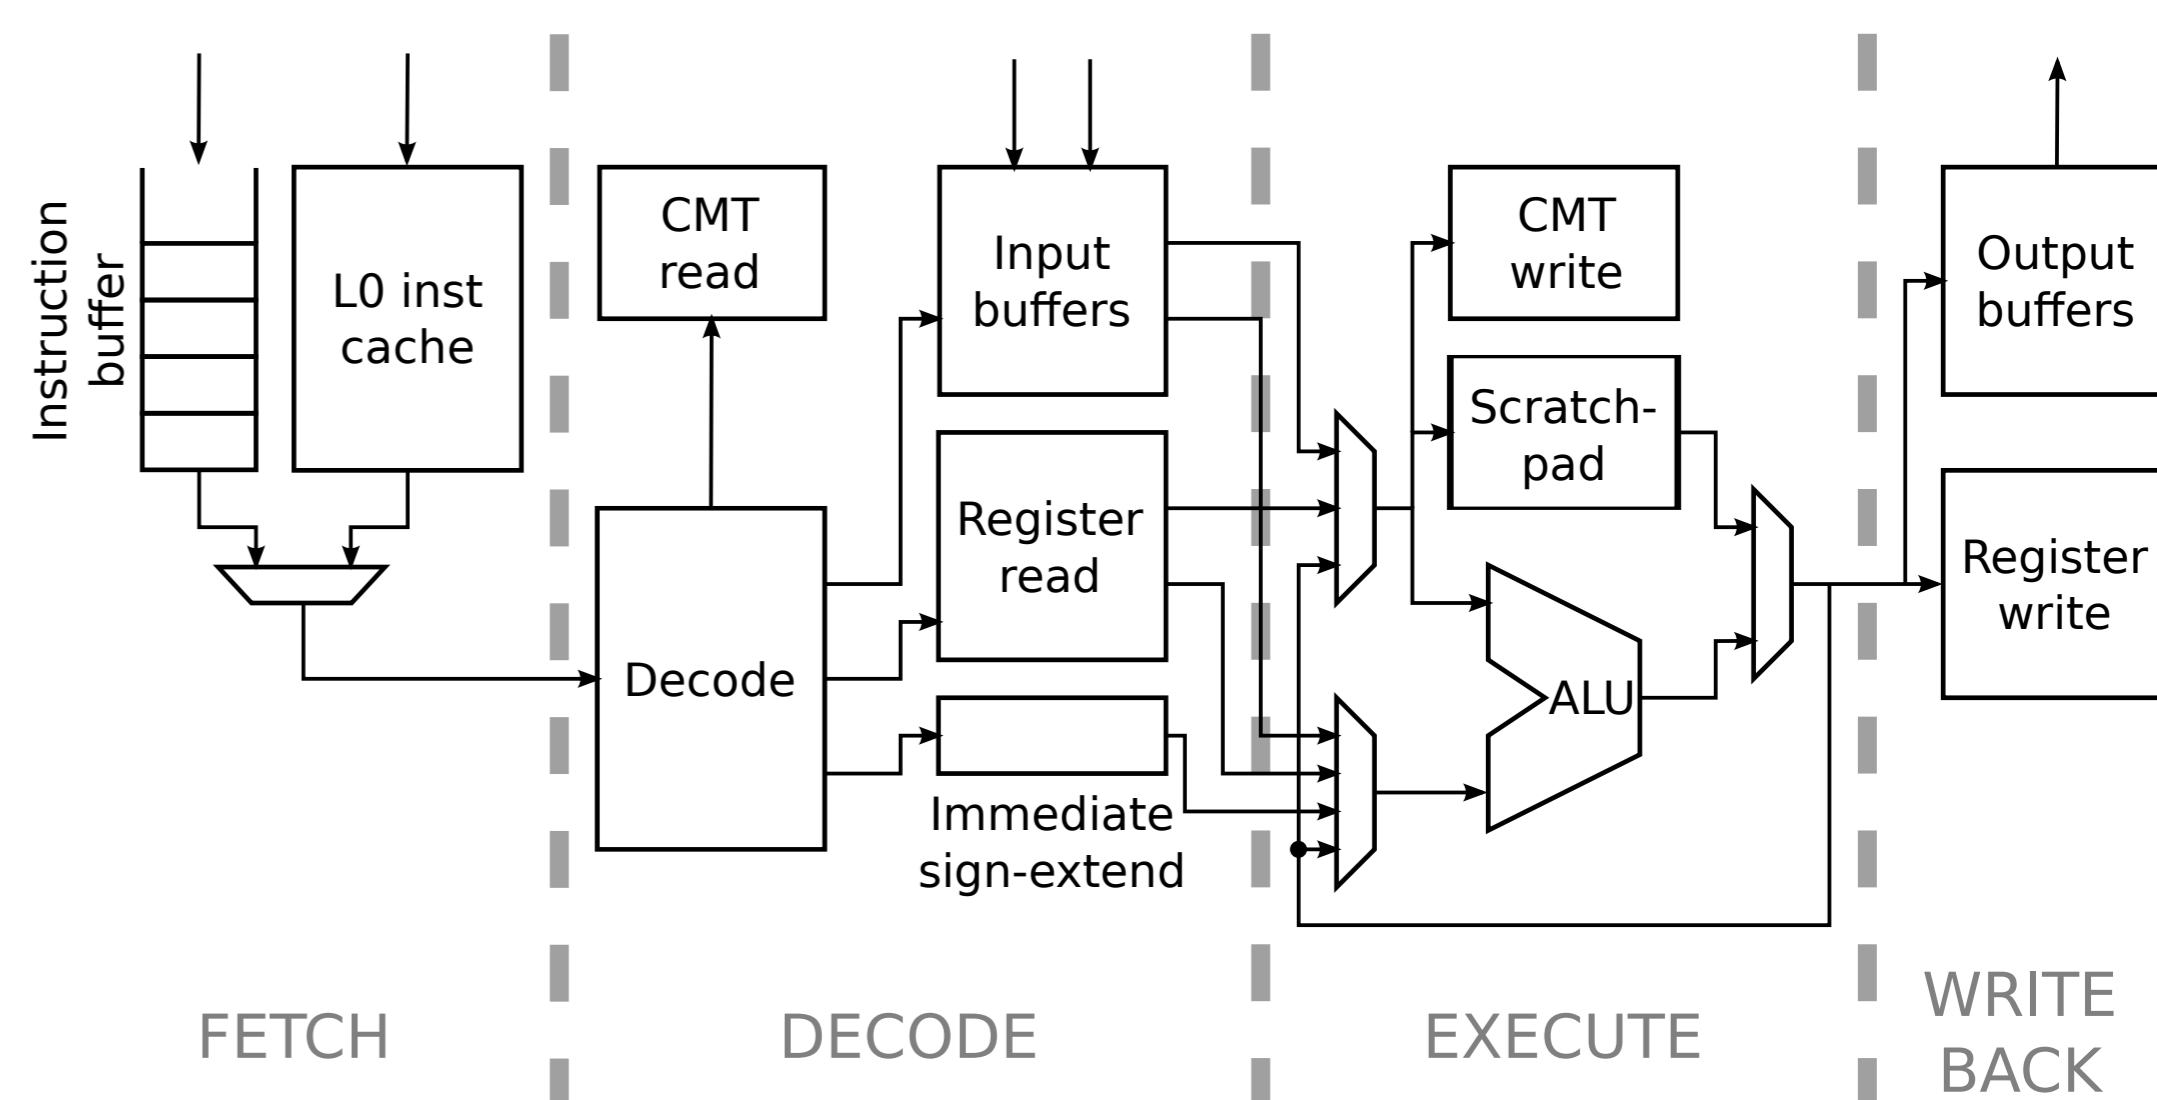 Instruction
buffer
L0 inst
cache
CMT
read
Decode
Input
buffers
Register
read
Immediate
sign-extend
CMT
write
Scratch-
pad
ALU
Output
buffers
Register
write
FETCH
DECODE
EXECUTE
WRITE
BACK